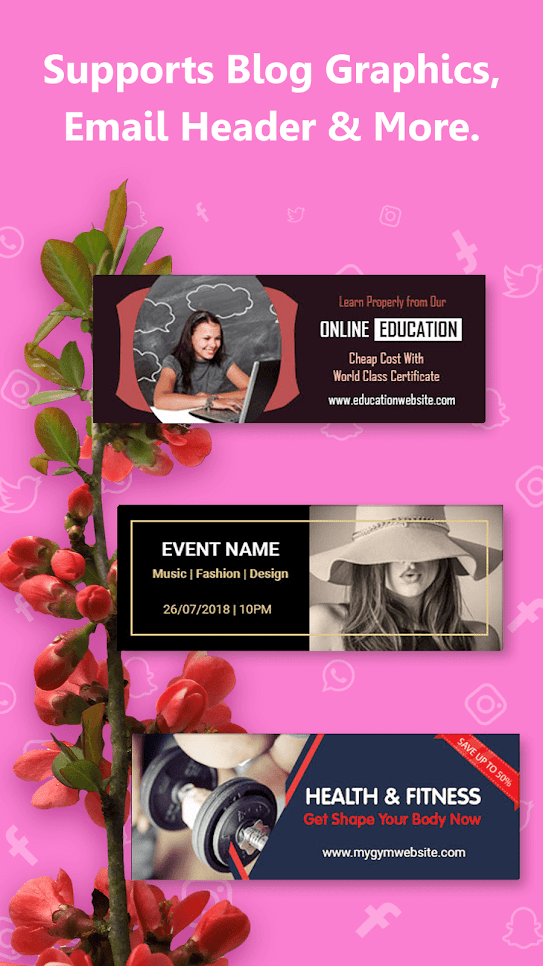 Supports Blog Graphics,
Email Header & More.
Learn Properly from Our
ONLINE EDUCATION
Cheap Cost With
World Class Certificate
www.educationwebsite.com
EVENT NAME
Music | Fashion | Design
26/07/2018 | 10PM
SAVE UP TO 50%
HEALTH & FITNESS
Get Shape Your Body Now
www.mygymwebsite.com